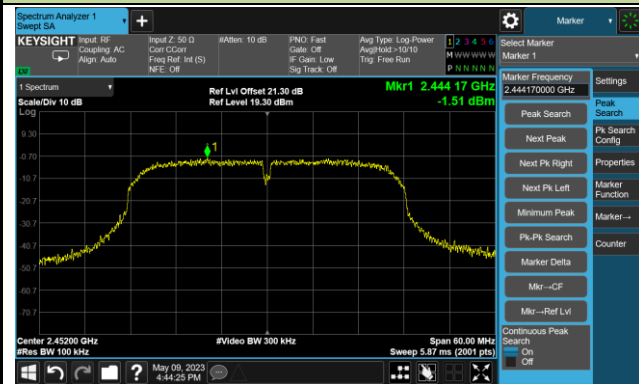 Spectrum Analyzer 1
Swept SA
+
Marker
KEYSIGHT
Input: RF
Coupling: AC
Align: Auto
Input Z: 50 Ω
Corr CCorr
Freq Ref: Int (S)
NFE: Off
#Atten: 10 dB
PNO: Fast
Gate: Off
IF Gain: Low
Sig Track: Off
Avg Type: Log-Power
Avg|Hold:>10/10
Trig: Free Run
1 2 3 4 5 6
M W W W W W
P N N N N N
LXI
Select Marker
Marker 1
1 Spectrum
Scale/Div 10 dB
Log
Ref Lvl Offset 21.30 dB
Ref Level 19.30 dBm
Mkr1 2.444 17 GHz
-1.51 dBm
9.30
-0.70
-10.7
-20.7
-30.7
-40.7
-50.7
-60.7
-70.7
1
Center 2.45200 GHz
#Res BW 100 kHz
#Video BW 300 kHz
Span 60.00 MHz
Sweep 5.87 ms (2001 pts)
Marker Frequency
2.444170000 GHz
Peak Search
Next Peak
Next Pk Right
Next Pk Left
Minimum Peak
Pk-Pk Search
Marker Delta
Mkr→CF
Mkr→Ref Lvl
Continuous Peak
Search
On
Off
Settings
Peak
Search
Pk Search
Config
Properties
Marker
Function
Marker→
Counter
?
May 09, 2023
4:44:25 PM